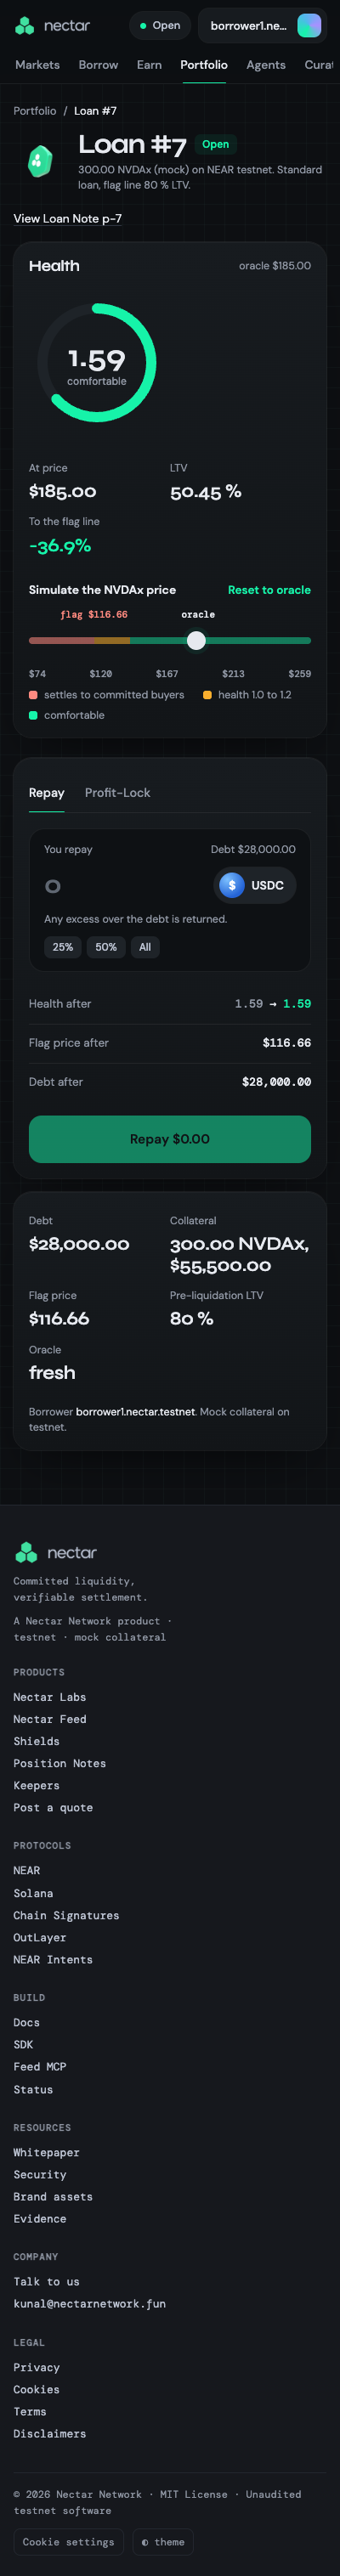 nectar
Open
borrower1.ne...
Markets
Borrow
Earn
Portfolio
Agents
Portfolio / Loan #7
Loan #7
Open
300.00 NVDAx (mock) on NEAR testnet. Standard
loan, flag line 80 % LTV.
View Loan Note p-7
Health
oracle $185.00
1.59
comfortable
At price
LTV
$185.00
50.45 %
To the flag line
-36.9%
Simulate the NVDAx price
Reset to oracle
flag $116.66
oracle
$74
$120
$167
$213
$259
settles to committed buyers
health 1.0 to 1.2
comfortable
Repay
Profit-Lock
You repay
Debt $28,000.00
0
$
USDC
Any excess over the debt is returned.
25%
50%
All
Health after
1.59 → 1.59
Flag price after
$116.66
Debt after
$28,000.00
Repay $0.00
Debt
Collateral
$28,000.00
300.00 NVDAx,
$55,500.00
Flag price
Pre-liquidation LTV
$116.66
80 %
Oracle
fresh
Borrower borrower1.nectar.testnet. Mock collateral on
testnet.
nectar
Committed liquidity,
verifiable settlement.
A Nectar Network product ·
testnet · mock collateral
PRODUCTS
Nectar Labs
Nectar Feed
Shields
Position Notes
Keepers
Post a quote
PROTOCOLS
NEAR
Solana
Chain Signatures
OutLayer
NEAR Intents
BUILD
Docs
SDK
Feed MCP
Status
RESOURCES
Whitepaper
Security
Brand assets
Evidence
COMPANY
Talk to us
kunal@nectarnetwork.fun
LEGAL
Privacy
Cookies
Terms
Disclaimers
© 2026 Nectar Network · MIT License · Unaudited
testnet software
Cookie settings
◐ theme